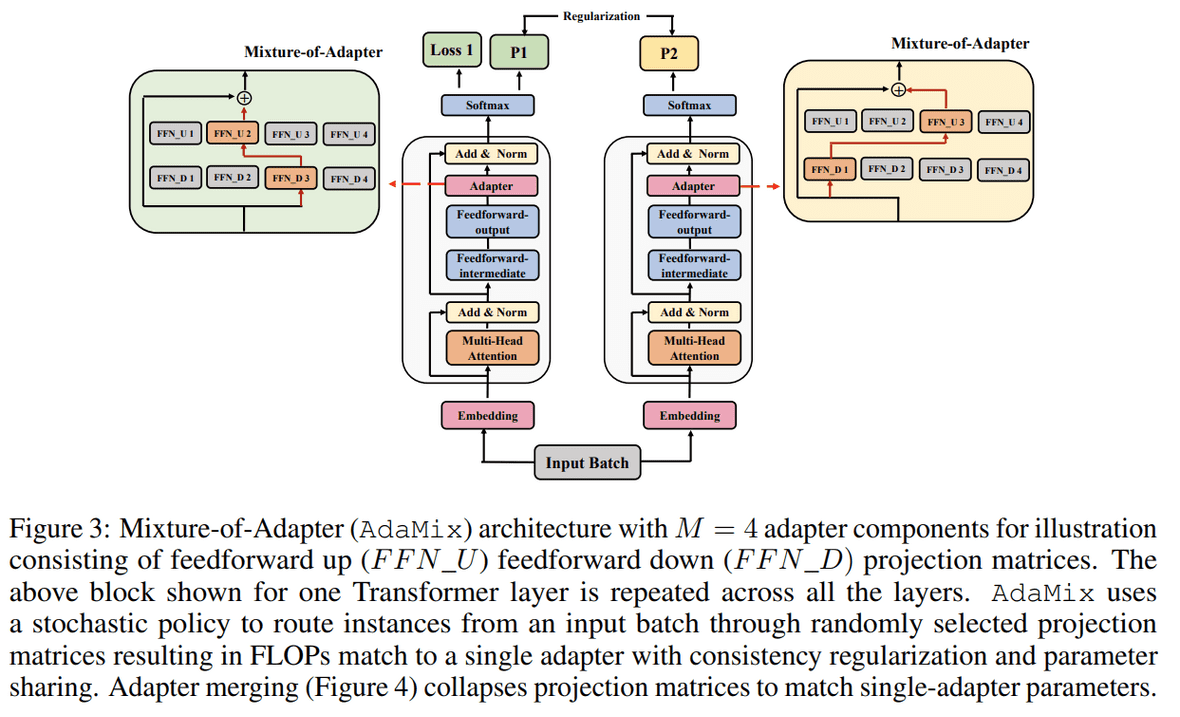 Regularization
Mixture-of-Adapter
Loss 1
P1
P2
Mixture-of-Adapter
Softmax
Softmax
FFN_U 1
FFN_U 2
FFN_U 3
FFN_U 4
FFN_D 1
FFN_D 2
FFN_D 3
FFN_D 4
Add & Norm
Adapter
Feedforward-
output
Feedforward-
intermediate
Add & Norm
Multi-Head
Attention
Embedding
Add & Norm
Adapter
Feedforward-
output
Feedforward-
intermediate
Add & Norm
Multi-Head
Attention
Embedding
FFN_U 1
FFN_U 2
FFN_U 3
FFN_U 4
FFN_D 1
FFN_D 2
FFN_D 3
FFN_D 4
Input Batch
Figure 3: Mixture-of-Adapter (AdaMix) architecture with M = 4 adapter components for illustration
consisting of feedforward up (FFN_U) feedforward down (FFN_D) projection matrices. The
above block shown for one Transformer layer is repeated across all the layers. AdaMix uses
a stochastic policy to route instances from an input batch through randomly selected projection
matrices resulting in FLOPs match to a single adapter with consistency regularization and parameter
sharing. Adapter merging (Figure 4) collapses projection matrices to match single-adapter parameters.